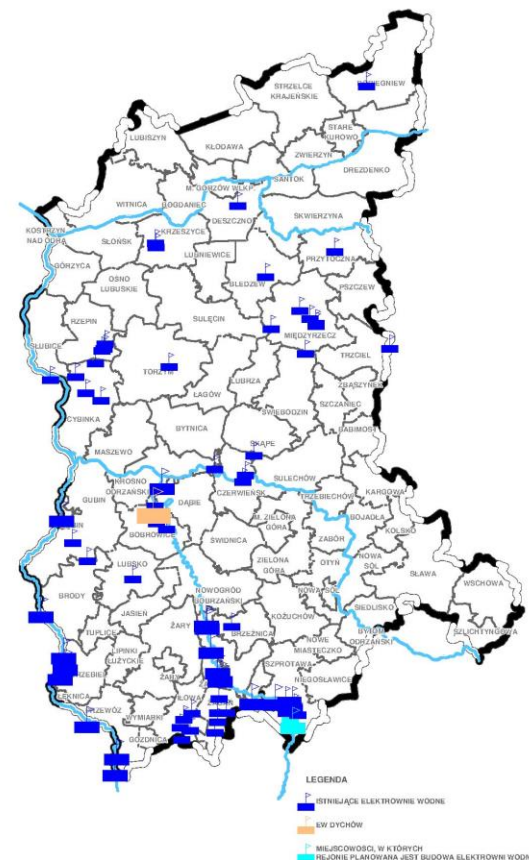 STRZELCE
KRAJEŃSKIE
STARE
KUROWO
LUBISZYN
KŁODAWA
ZWIERZYN
DREZDENKO
SANTOK
M. GORZÓW WLKP.
WITNICA
BOGDANIEC
DESZCZNO
SKWIERZYNA
KOSTRZYN
NAD ODRĄ
SŁOŃSK
KRZESZYCE
LUBNIEWICE
PRZYTOCZNA
GÓRZYCA
OŚNO
LUBUSKIE
BLEDZEW
PSZCZEW
RZEPIN
SULĘCIN
MIĘDZYRZECZ
SŁUBICE
TRZCIEL
TORZYM
ŁAGÓW
LUBRZA
ZBĄSZYNEK
SZCZANIEC
ŚWIEBODZIN
BABIMOST
CYBINKA
BYTNICA
MASZEWO
SKĄPE
KROSNO
ODRZAŃSKIE
SULECHÓW
GUBIN
DĄBIE
CZERWIEŃSK
TRZEBIECHÓW
KARGOWA
BOJADŁA
KOLSKO
M. ZIELONA
GÓRA
ZABÓR
BOBROWICE
ŚWIDNICA
ZIELONA
GÓRA
OTYŃ
NOWA
SÓL
SŁAWA
LUBSKO
WSCHOWA
BRODY
NOWOGRÓD
BOBRZAŃSKI
NOWA SÓL
SIEDLISKO
JASIEŃ
KOŻUCHÓW
SZLICHTYNGOWA
TUPLICE
ŻARY
BRZEŹNICA
NOWE
MIASTECZKO
BYTOM
ODRZAŃSKI
LIPINKI
ŁUŻYCKIE
SZPROTAWA
ŻARY
NIEGOSŁAWICE
ŁĘKNICA
IŁOWA
PRZEWÓZ
WYMIARKI
GOZDNICA
LEGENDA
ISTNIEJĄCE ELEKTROWNIE WODNE
EW DYCHÓW
MIEJSCOWOŚCI, W KTÓRYCH
REJONIE PLANOWANA JEST BUDOWA ELEKTROWNI WODN